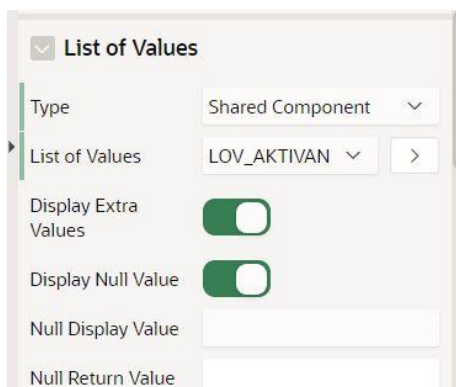 List of Values
Type Shared Component
List of Values LOV_AKTIVAN
Display Extra
Values
Display Null Value
Null Display Value
Null Return Value